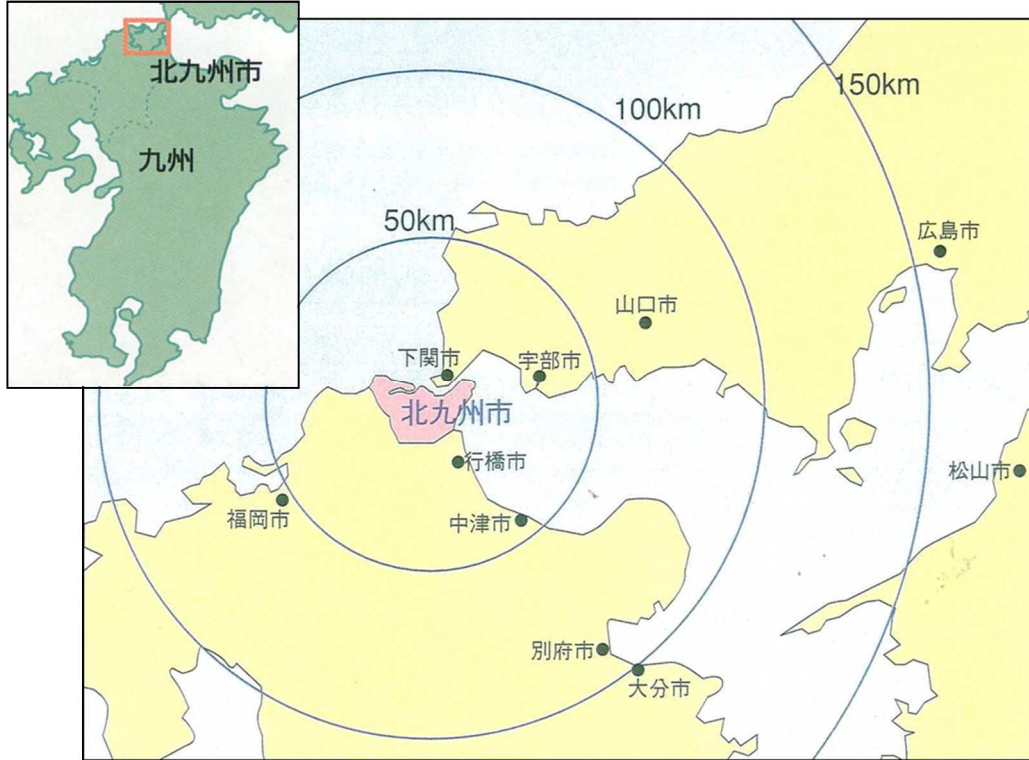 北九州市
九州
150km
100km
50km
広島市
山口市
下関市
宇部市
北九州市
行橋市
松山市
福岡市
中津市
別府市
大分市